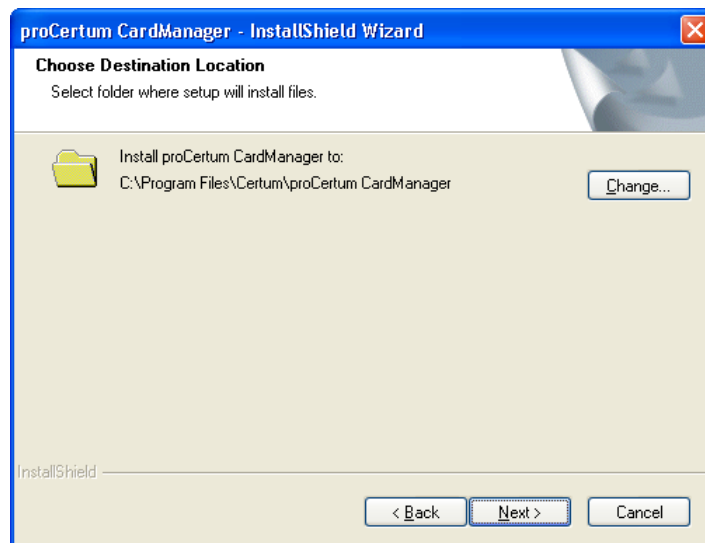 proCertum CardManager - InstallShield Wizard
Choose Destination Location
Select folder where setup will install files.
Install proCertum CardManager to:
C:\Program Files\Certum\proCertum CardManager
Change...
InstallShield
< Back
Next >
Cancel